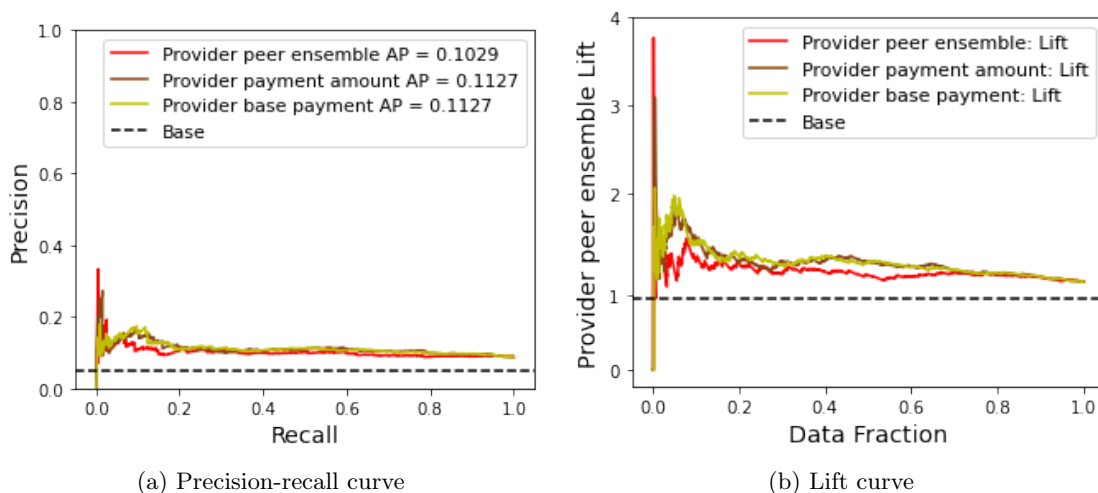 1.0
0.8
0.6
0.4
0.2
0.0
Precision
Provider peer ensemble AP = 0.1029
Provider payment amount AP = 0.1127
Provider base payment AP = 0.1127
Base
0.0 0.2 0.4 0.6 0.8 1.0
Recall
(a) Precision-recall curve
4
3
2
1
0
Provider peer ensemble Lift
Provider peer ensemble: Lift
Provider payment amount: Lift
Provider base payment: Lift
Base
0.0 0.2 0.4 0.6 0.8 1.0
Data Fraction
(b) Lift curve